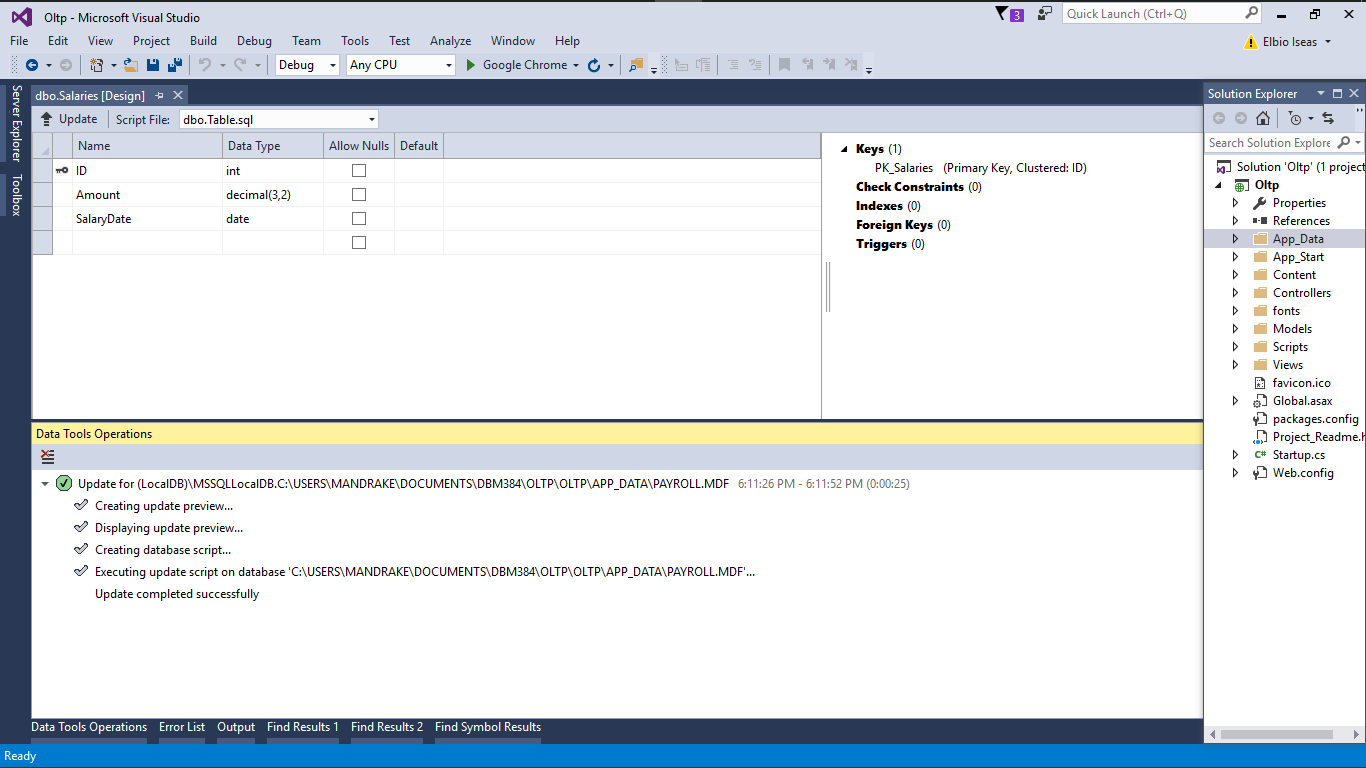 Oltp - Microsoft Visual Studio
3
Quick Launch (Ctrl+Q)
File Edit View Project Build Debug Team Tools Test Analyze Window Help
Elbio Iseas
Debug Any CPU Google Chrome
Server Explorer
Toolbox
dbo.Salaries [Design]
Update Script File: dbo.Table.sql
Name Data Type Allow Nulls Default
ID int
Amount decimal(3,2)
SalaryDate date
Keys (1)
PK_Salaries (Primary Key, Clustered: ID)
Check Constraints (0)
Indexes (0)
Foreign Keys (0)
Triggers (0)
Data Tools Operations
Update for (LocalDB)\MSSQLLocalDB.C:\USERS\MANDRAKE\DOCUMENTS\DBM384\OLTP\OLTP\APP_DATA\PAYROLL.MDF 6:11:26 PM - 6:11:52 PM (0:00:25)
Creating update preview...
Displaying update preview...
Creating database script...
Executing update script on database 'C:\USERS\MANDRAKE\DOCUMENTS\DBM384\OLTP\OLTP\APP_DATA\PAYROLL.MDF'...
Update completed successfully
Data Tools Operations Error List Output Find Results 1 Find Results 2 Find Symbol Results
Solution Explorer
Search Solution Explore
Solution 'Oltp' (1 project
Oltp
Properties
References
App_Data
App_Start
Content
Controllers
fonts
Models
Scripts
Views
favicon.ico
Global.asax
packages.config
Project_Readme.h
C# Startup.cs
Web.config
Ready